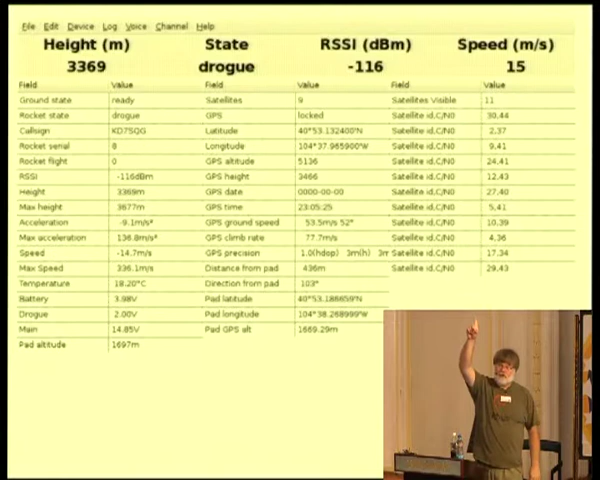 File Edit Device Log Voice Channel Help
Height (m) State RSSI (dBm) Speed (m/s)
3369 drogue -116 15
Field Value Field Value Field Value
Ground state ready Satellites 9 Satellites Visible 11
Rocket state drogue GPS locked Satellite id,C/N0 30,44
Callsign KD7SQG Latitude 40°53.132400'N Satellite id,C/N0 2,37
Rocket serial 8 Longitude 104°37.965900'W Satellite id,C/N0 9,41
Rocket flight 0 GPS altitude 5136 Satellite id,C/N0 24,41
RSSI -116dBm GPS height 3466 Satellite id,C/N0 12,43
Height 3369m GPS date 0000-00-00 Satellite id,C/N0 27,40
Max height 3677m GPS time 23:05:25 Satellite id,C/N0 5,41
Acceleration -9.1m/s² GPS ground speed 53.5m/s 52° Satellite id,C/N0 10,39
Max acceleration 136.8m/s² GPS climb rate 77.7m/s Satellite id,C/N0 4,36
Speed -14.7m/s GPS precision 1.0(hdop) 3m(h) 3m Satellite id,C/N0 17,34
Max Speed 336.1m/s Distance from pad 436m Satellite id,C/N0 29,43
Temperature 18.20°C Direction from pad 103°
Battery 3.98V Pad latitude 40°53.186659'N
Drogue 2.00V Pad longitude 104°38.268999'W
Main 14.85V Pad GPS alt 1669.29m
Pad altitude 1697m